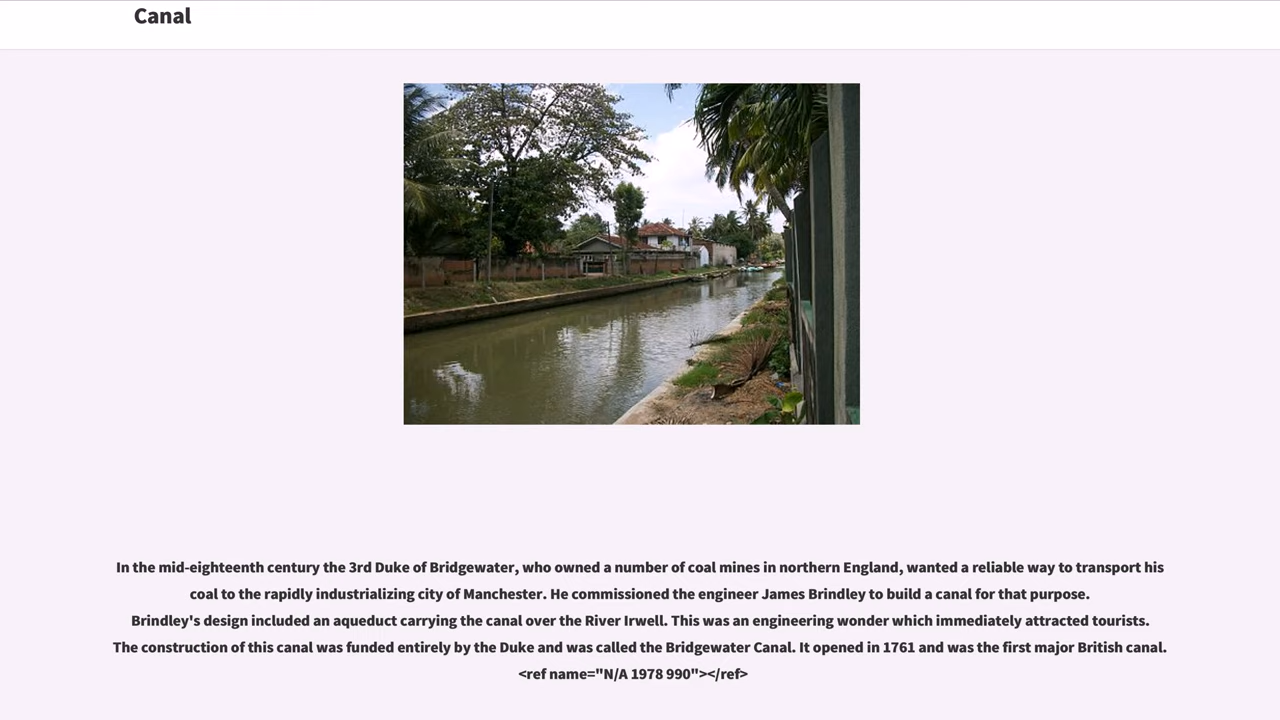 Canal
In the mid-eighteenth century the 3rd Duke of Bridgewater, who owned a number of coal mines in northern England, wanted a reliable way to transport his
coal to the rapidly industrializing city of Manchester. He commissioned the engineer James Brindley to build a canal for that purpose.
Brindley's design included an aqueduct carrying the canal over the River Irwell. This was an engineering wonder which immediately attracted tourists.
The construction of this canal was funded entirely by the Duke and was called the Bridgewater Canal. It opened in 1761 and was the first major British canal.
<ref name="N/A 1978 990"></ref>